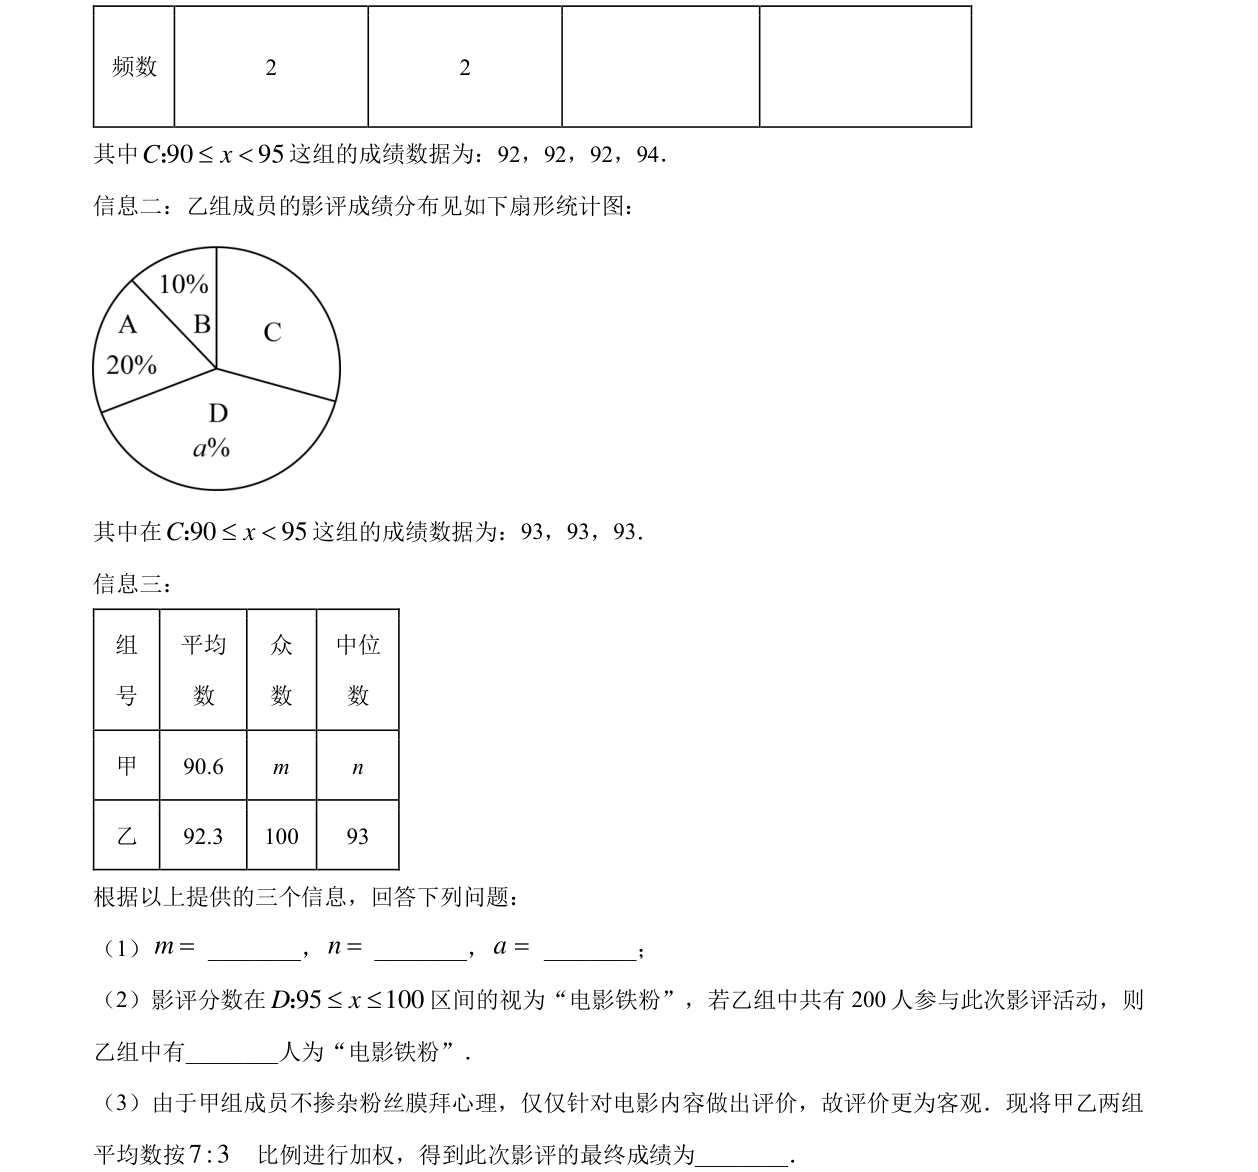 频数 2 2
其中C:90≤x<95这组的成绩数据为：92，92，92，94．
信息二：乙组成员的影评成绩分布见如下扇形统计图：
10%
A B C
20%
D
a%
其中在C:90≤x<95这组的成绩数据为：93，93，93．
信息三：
组号 平均数 众数 中位数
甲 90.6 m n
乙 92.3 100 93
根据以上提供的三个信息，回答下列问题：
（1）m= ________，n= ________，a= ________；
（2）影评分数在D:95≤x≤100区间的视为“电影铁粉”，若乙组中共有 200 人参与此次影评活动，则
乙组中有________人为“电影铁粉”．
（3）由于甲组成员不掺杂粉丝膜拜心理，仅仅针对电影内容做出评价，故评价更为客观．现将甲乙两组
平均数按7:3 比例进行加权，得到此次影评的最终成绩为________．